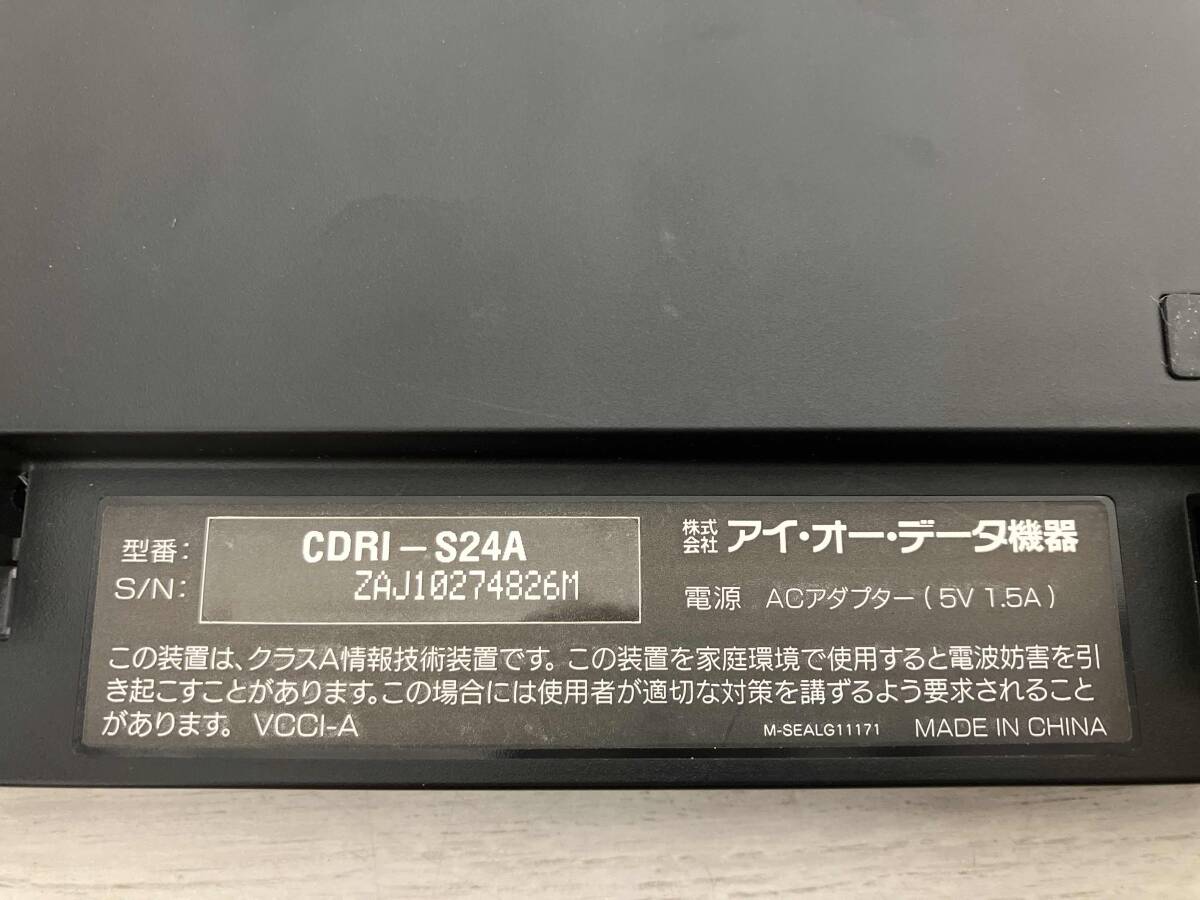 型番: CDRI-S24A
S/N: ZAJ10274826M
株式会社 アイ・オー・データ機器
電源 ACアダプター(5V 1.5A)
この装置は、クラスA情報技術装置です。この装置を家庭環境で使用すると電波妨害を引
き起こすことがあります。この場合には使用者が適切な対策を講ずるよう要求されること
があります。 VCCI-A
M-SEALG11171 MADE IN CHINA